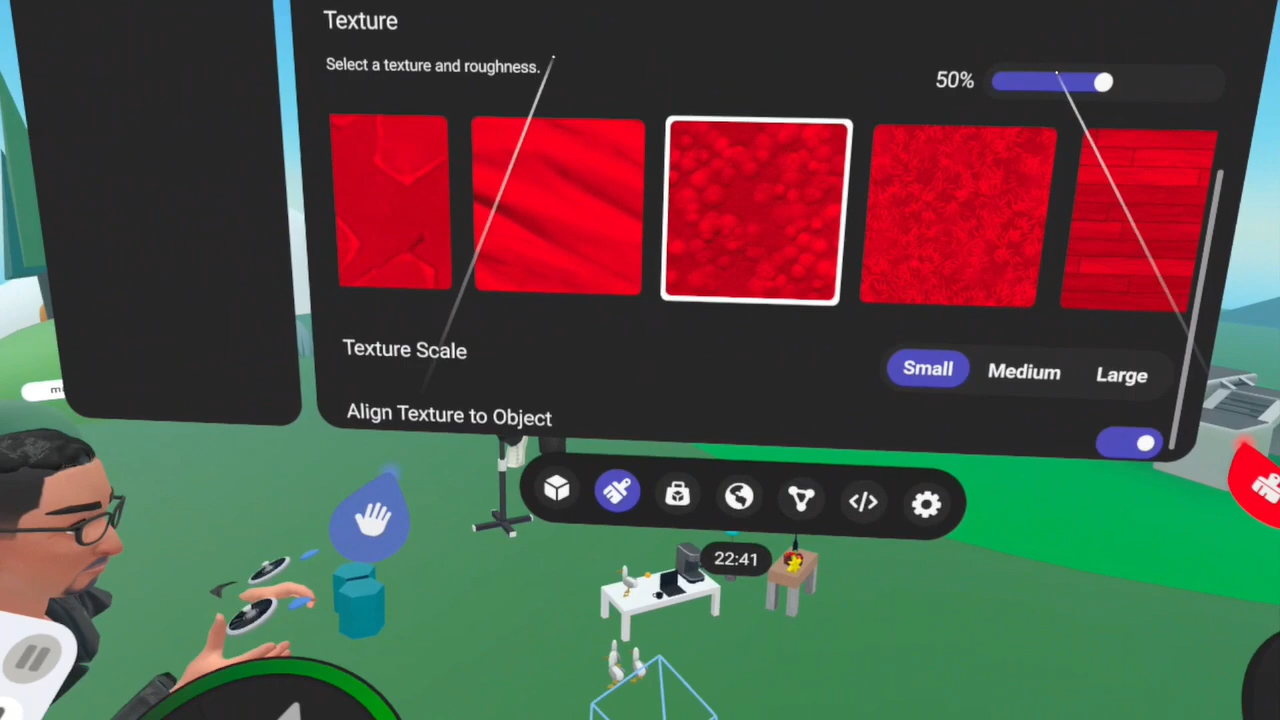 Texture
Select a texture and roughness.
50%
Texture Scale
Small
Medium
Large
Align Texture to Object
22:41